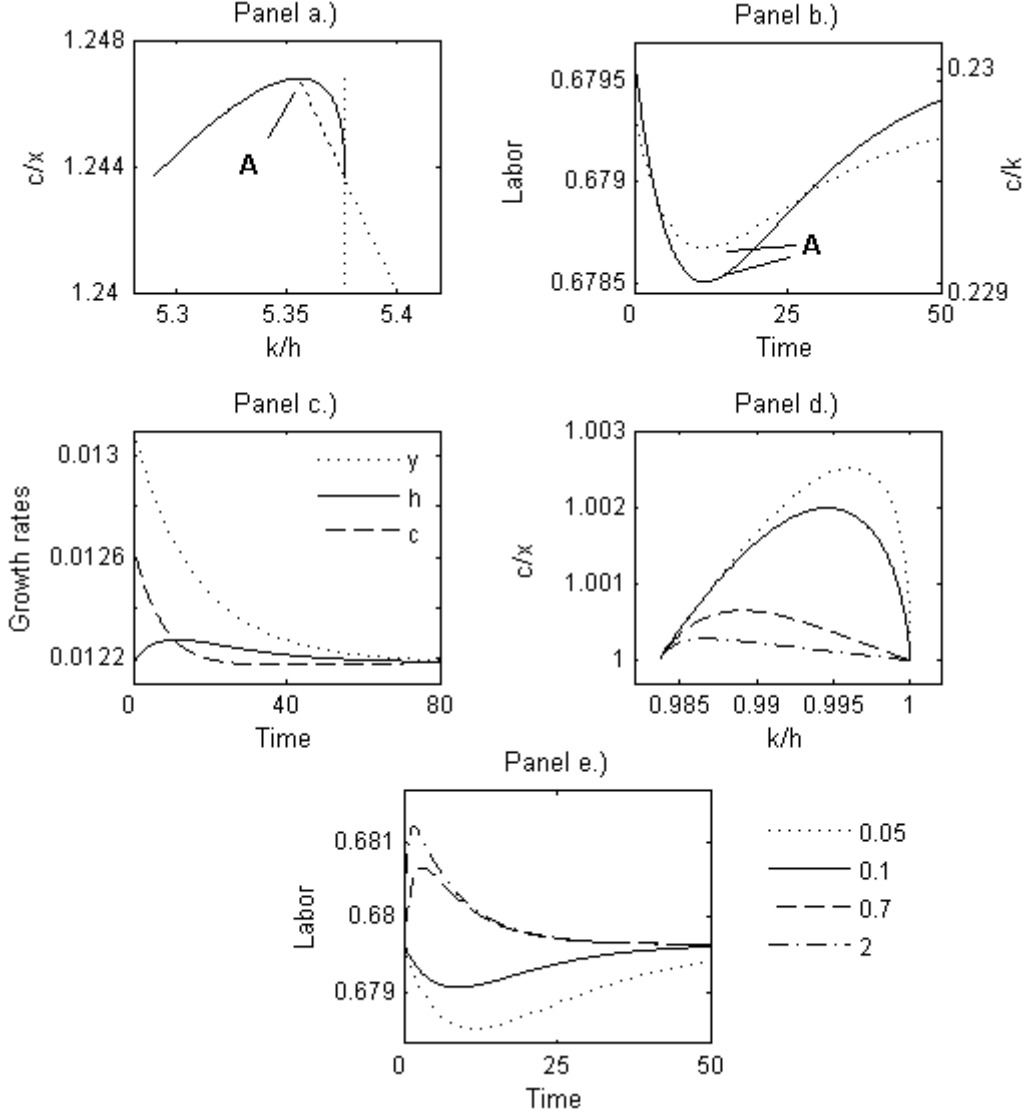 Panel a.)
1.248
1.244
1.24
c/x
A
5.3
5.35
5.4
k/h
Panel b.)
0.6795
0.679
0.6785
Labor
0.23
0.229
c/k
A
0
25
50
Time
Panel c.)
0.013
0.0126
0.0122
Growth rates
y
h
c
0
40
80
Time
Panel d.)
1.003
1.002
1.001
1
c/x
0.985
0.99
0.995
1
k/h
Panel e.)
0.681
0.68
0.679
Labor
0
25
50
Time
0.05
0.1
0.7
2